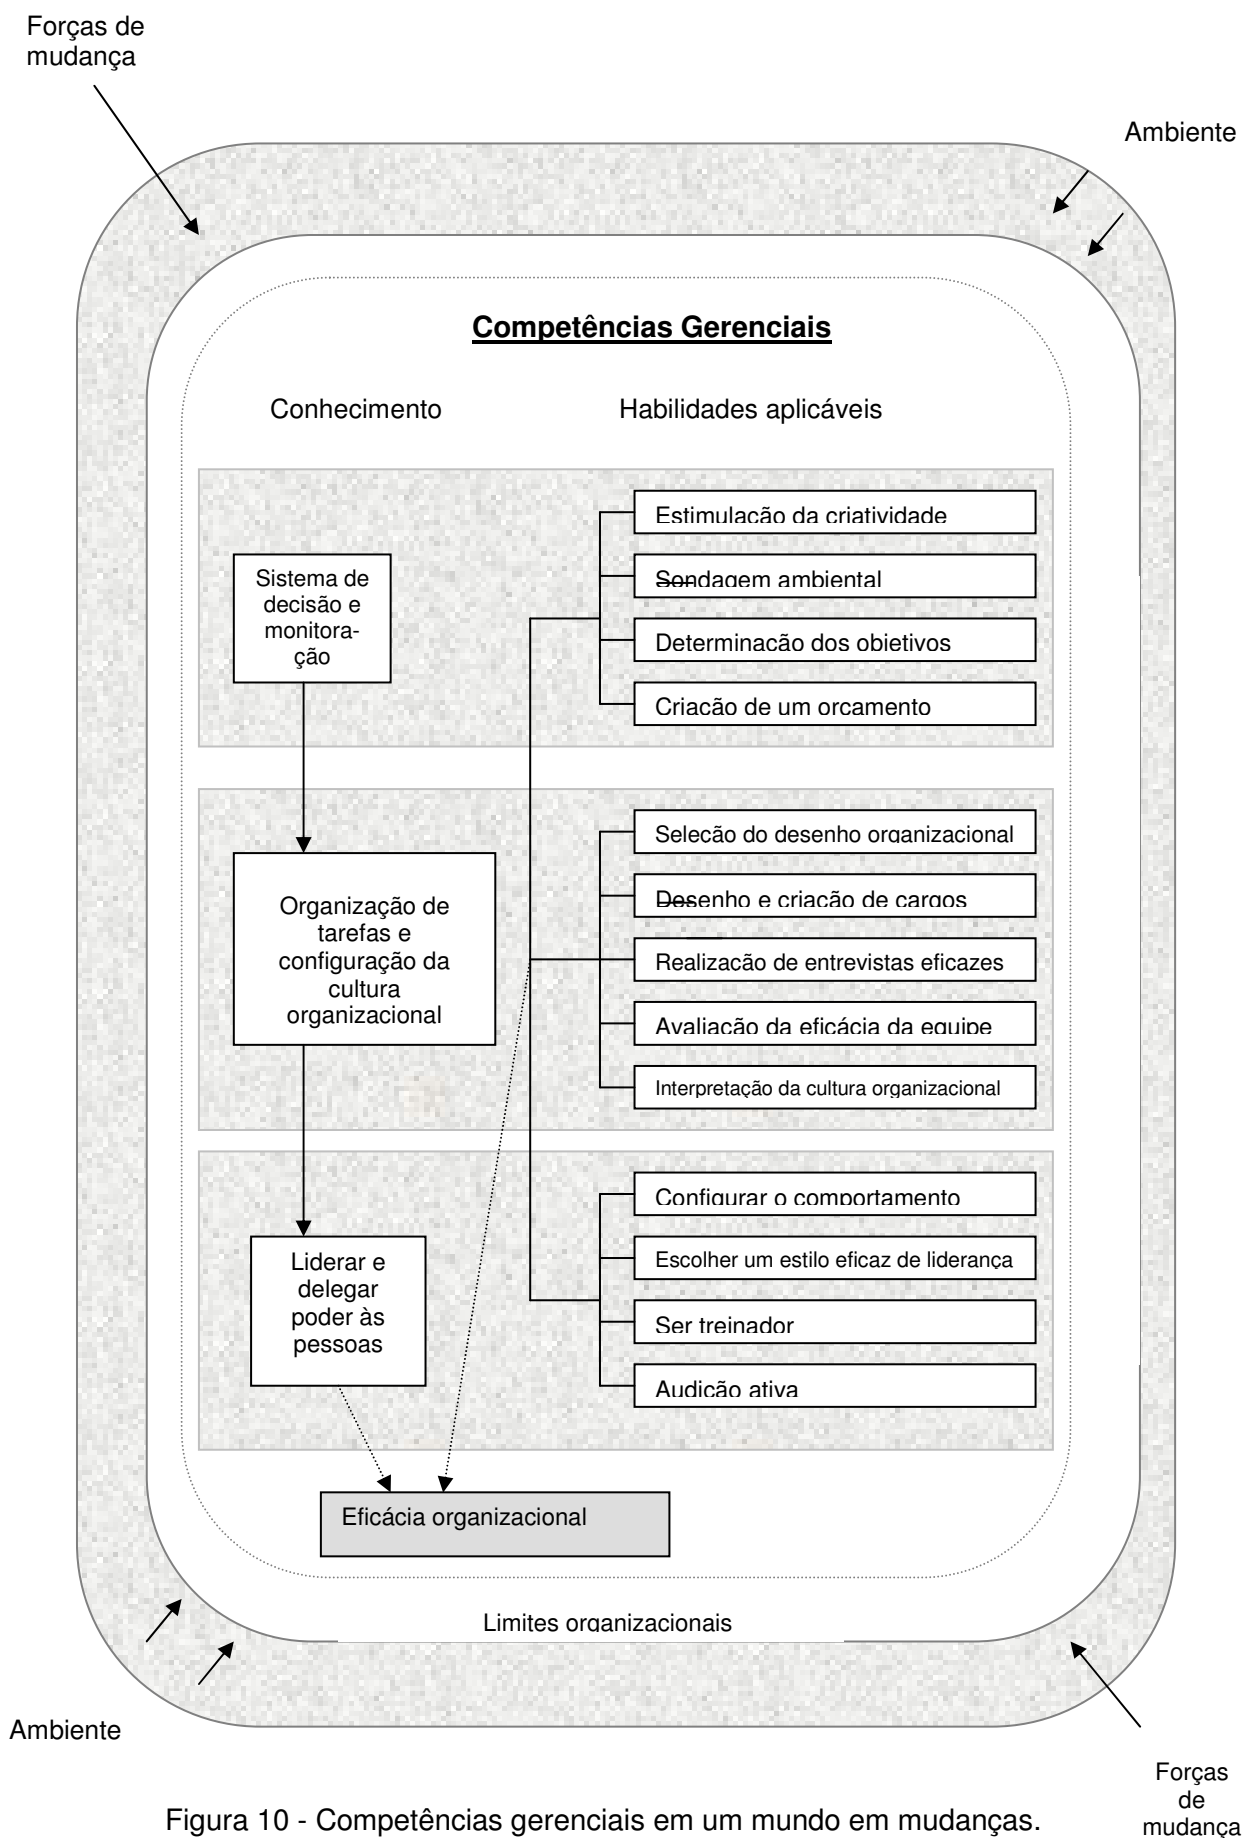 Forças de
mudança
Ambiente
Competências Gerenciais
Conhecimento
Habilidades aplicáveis
Sistema de
decisão e
monitora-
ção
Estimulação da criatividade
Sondagem ambiental
Determinação dos objetivos
Criação de um orçamento
Organização de
tarefas e
configuração da
cultura
organizacional
Seleção do desenho organizacional
Desenho e criação de cargos
Realização de entrevistas eficazes
Avaliação da eficácia da equipe
Interpretação da cultura organizacional
Liderar e
delegar
poder às
pessoas
Configurar o comportamento
Escolher um estilo eficaz de liderança
Ser treinador
Audição ativa
Eficácia organizacional
Limites organizacionais
Ambiente
Forças
de
mudança
Figura 10 - Competências gerenciais em um mundo em mudanças.